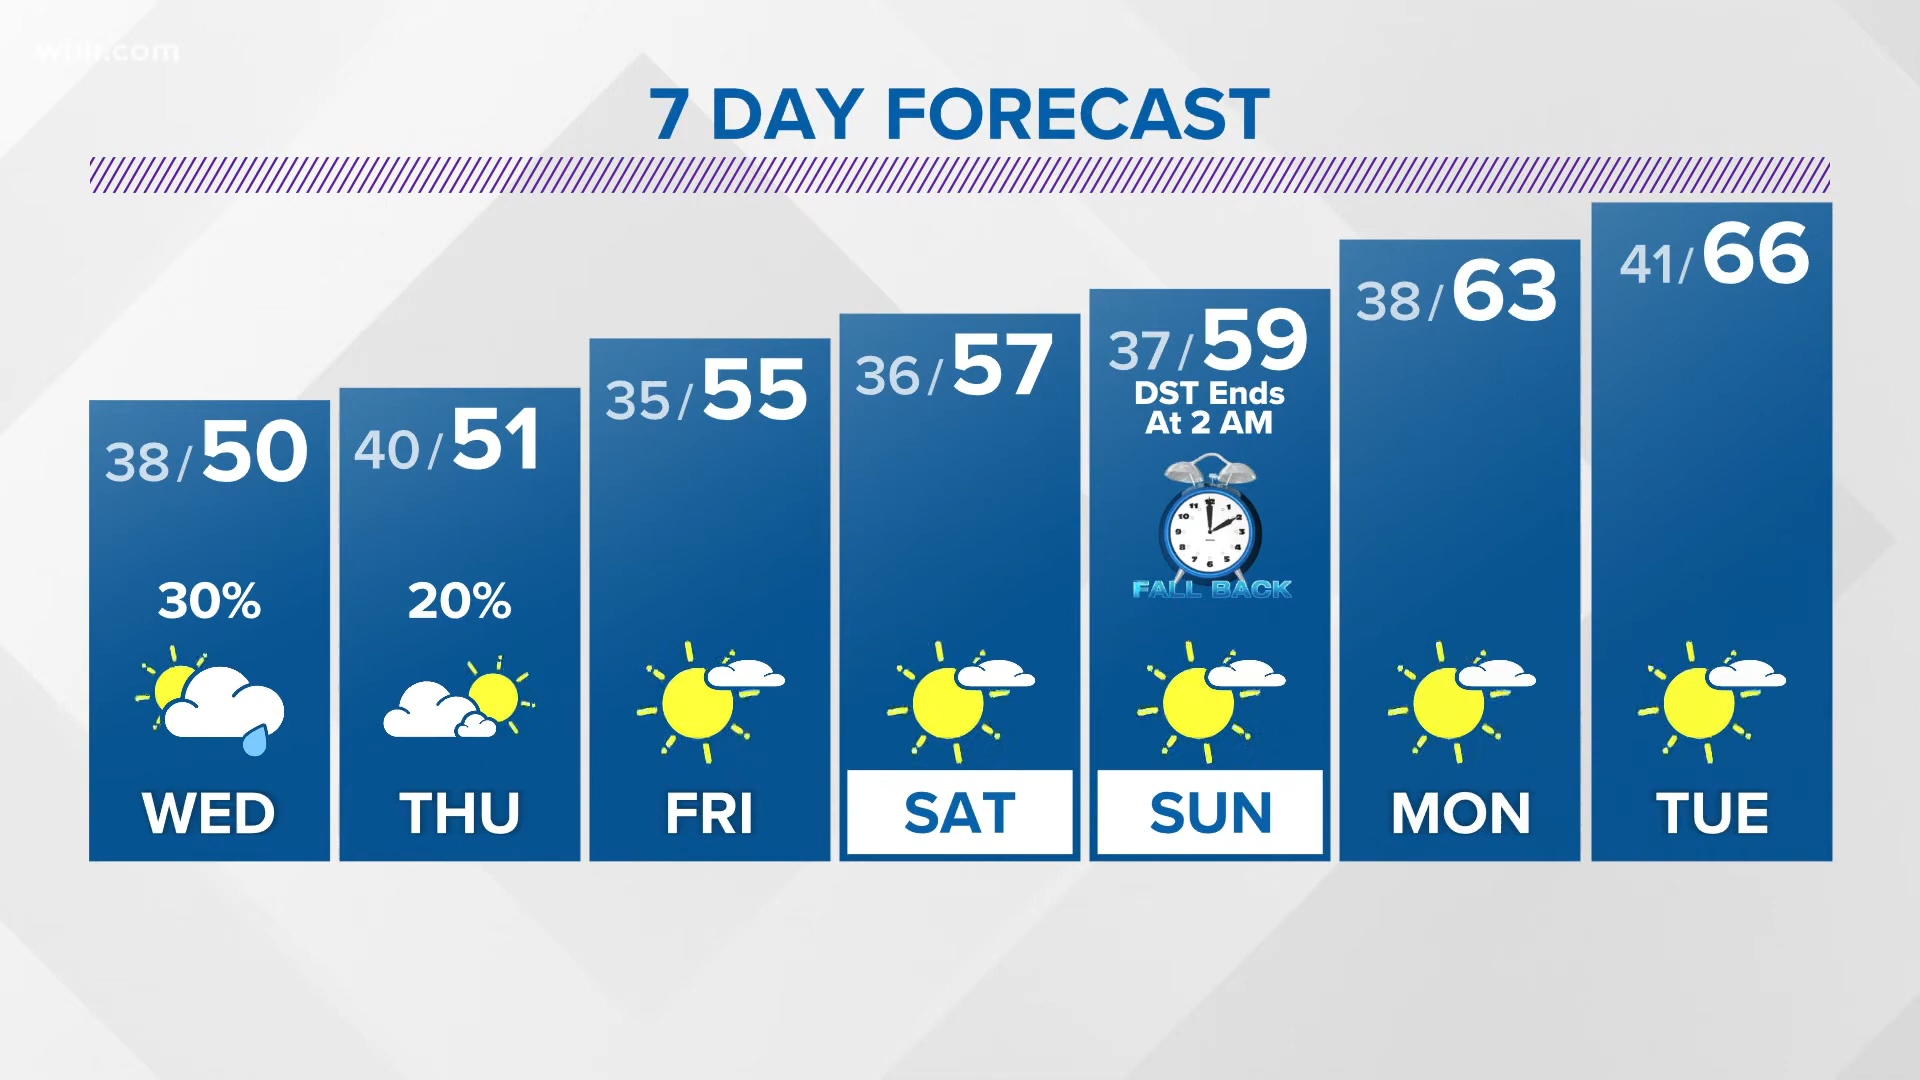 7 DAY FORECAST
38/50
30%
WED
40/51
20%
THU
35/55
FRI
36/57
SAT
37/59
DST Ends
At 2 AM
FALL BACK
SUN
38/63
MON
41/66
TUE